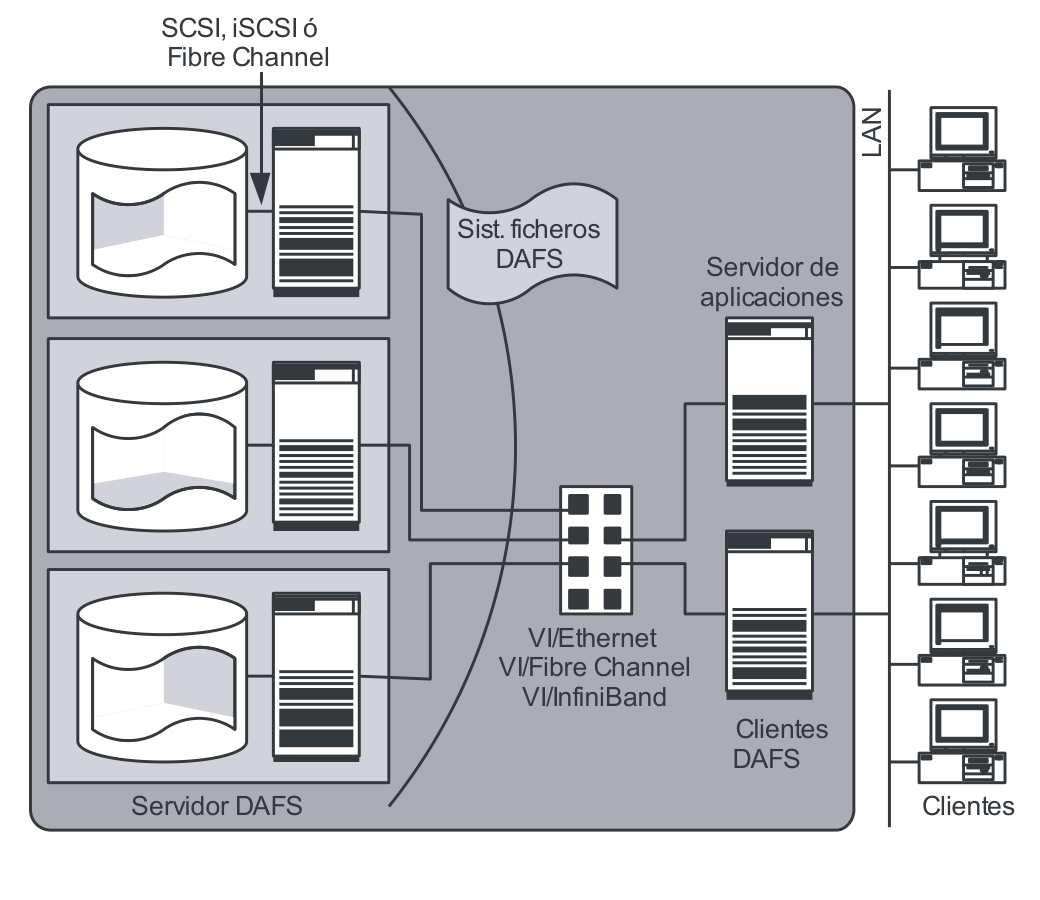 SCSI, iSCSI ó
Fibre Channel
LAN
Sist. ficheros
DAFS
Servidor de
aplicaciones
VI/Ethernet
VI/Fibre Channel
VI/InfiniBand
Clientes
DAFS
Servidor DAFS
Clientes